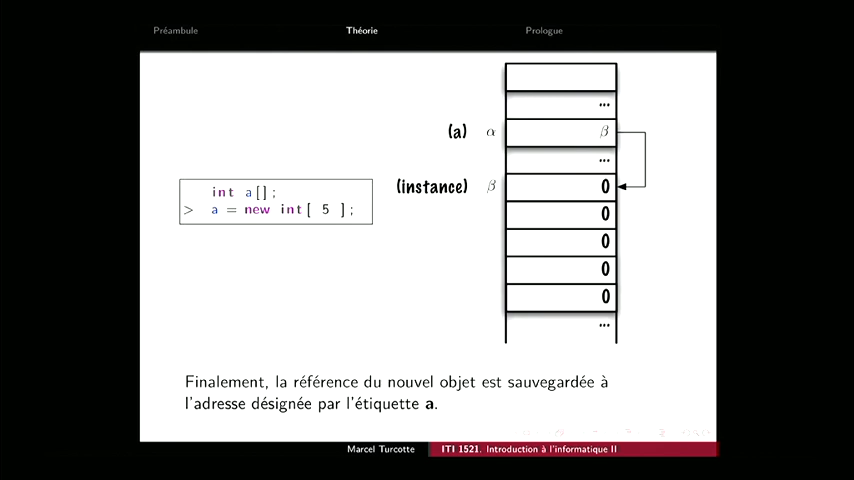 Préambule Théorie Prologue
...
(a) α β
...
(instance) β 0
int a[];
0
> a = new int[ 5 ];
0
0
0
...
Finalement, la référence du nouvel objet est sauvegardée à
l'adresse désignée par l'étiquette a.
Marcel Turcotte ITI 1521. Introduction à l'informatique II